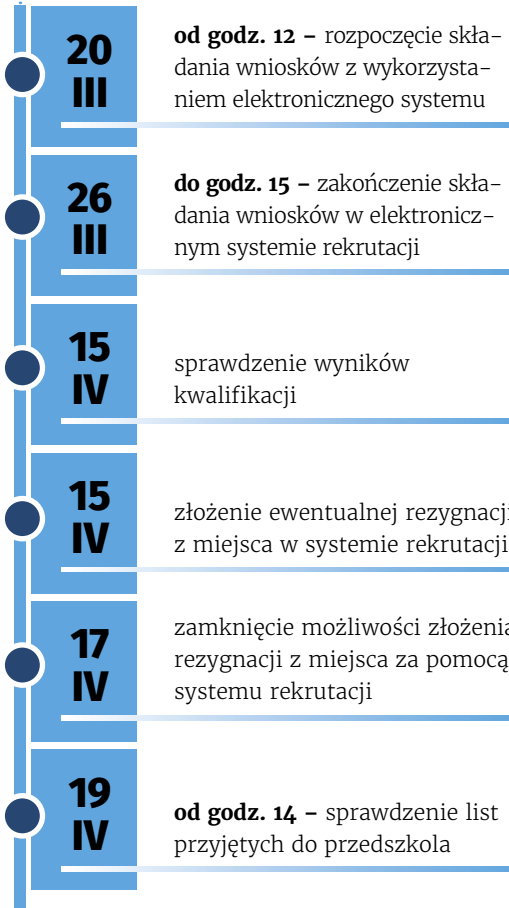 20
III
od godz. 12 – rozpoczęcie skła-
dania wniosków z wykorzysta-
niem elektronicznego systemu
26
III
do godz. 15 – zakończenie skła-
dania wniosków w elektronicz-
nym systemie rekrutacji
15
IV
sprawdzenie wyników
kwalifikacji
15
IV
złożenie ewentualnej rezygnacji
z miejsca w systemie rekrutacji
17
IV
zamknięcie możliwości złożenia
rezygnacji z miejsca za pomocą
systemu rekrutacji
19
IV
od godz. 14 – sprawdzenie list
przyjętych do przedszkola